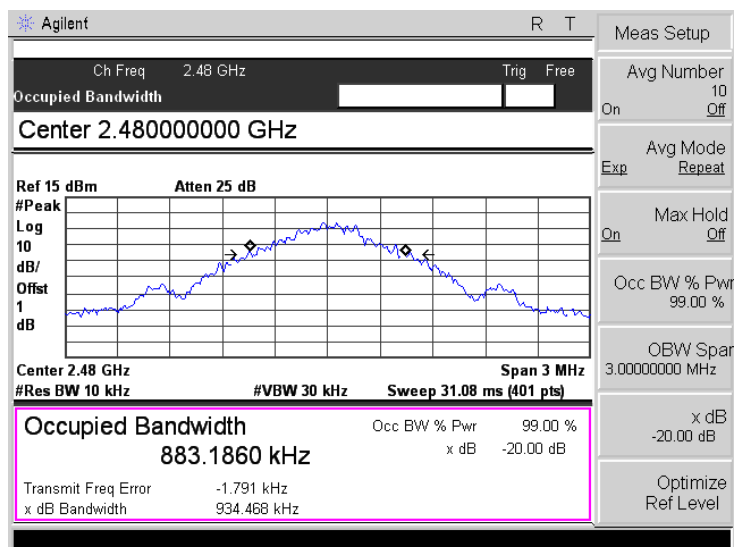 Agilent R T
Ch Freq 2.48 GHz Trig Free
Occupied Bandwidth
Center 2.480000000 GHz
Ref 15 dBm Atten 25 dB
#Peak
Log
10
dB/
Offst
1
dB
Center 2.48 GHz Span 3 MHz
#Res BW 10 kHz #VBW 30 kHz Sweep 31.08 ms (401 pts)
Occupied Bandwidth Occ BW % Pwr 99.00 %
883.1860 kHz x dB -20.00 dB
Transmit Freq Error -1.791 kHz
x dB Bandwidth 934.468 kHz
Meas Setup
Avg Number
10
On Off
Avg Mode
Exp Repeat
Max Hold
On Off
Occ BW % Pwr
99.00 %
OBW Span
3.00000000 MHz
x dB
-20.00 dB
Optimize
Ref Level